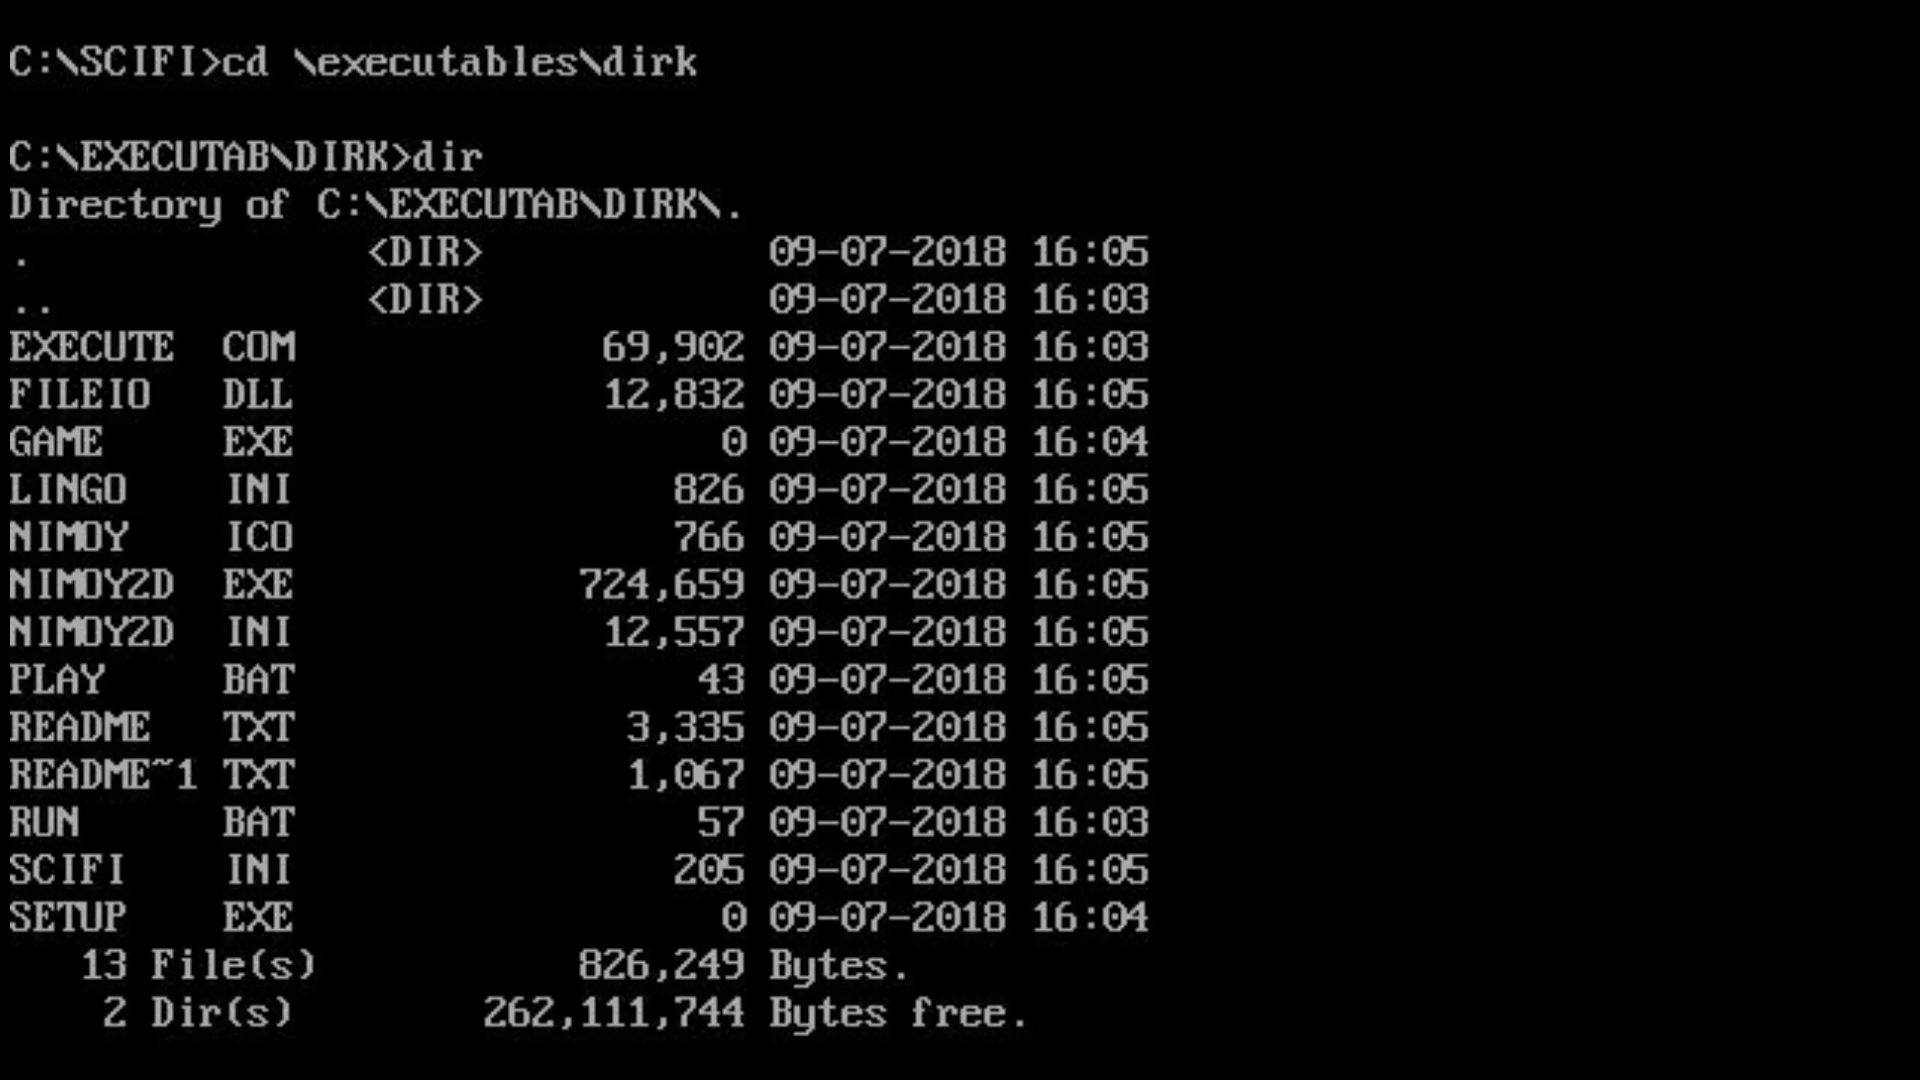 C:\SCIFI>cd \executables\dirk
C:\EXECUTAB\DIRK>dir
Directory of C:\EXECUTAB\DIRK\.
. <DIR> 09-07-2018 16:05
.. <DIR> 09-07-2018 16:03
EXECUTE COM 69,902 09-07-2018 16:03
FILEIO DLL 12,832 09-07-2018 16:05
GAME EXE 0 09-07-2018 16:04
LINGO INI 826 09-07-2018 16:05
NIMOY ICO 766 09-07-2018 16:05
NIMOY2D EXE 724,659 09-07-2018 16:05
NIMOY2D INI 12,557 09-07-2018 16:05
PLAY BAT 43 09-07-2018 16:05
README TXT 3,335 09-07-2018 16:05
README~1 TXT 1,067 09-07-2018 16:05
RUN BAT 57 09-07-2018 16:03
SCIFI INI 205 09-07-2018 16:05
SETUP EXE 0 09-07-2018 16:04
13 File(s) 826,249 Bytes.
2 Dir(s) 262,111,744 Bytes free.